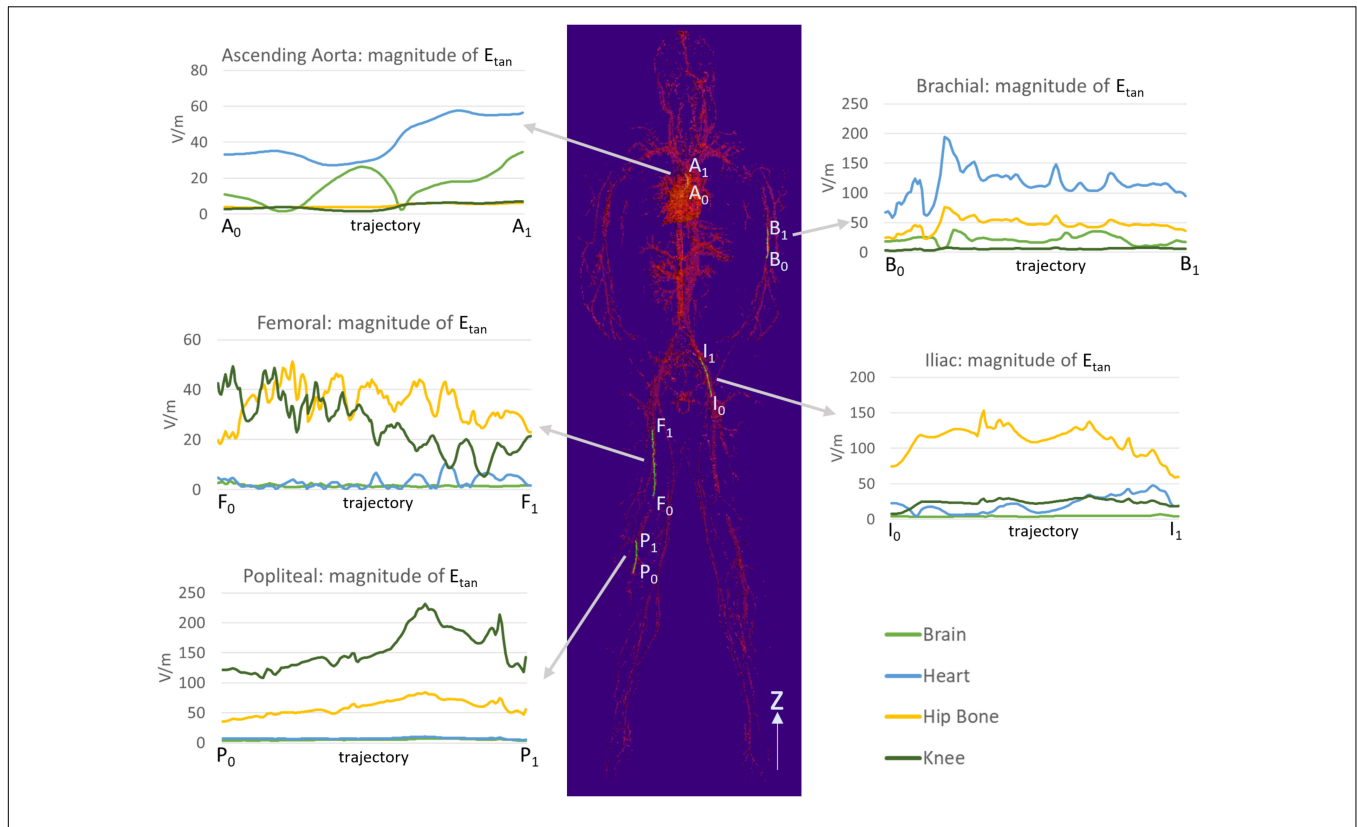 Ascending Aorta: magnitude of Etan
80
60
40
20
0
V/m
A0
trajectory
A1
Femoral: magnitude of Etan
60
40
20
0
V/m
F0
trajectory
F1
Popliteal: magnitude of Etan
250
200
150
100
50
0
V/m
P0
trajectory
P1
A1
A0
B1
B0
I1
I0
F1
F0
P1
P0
Z
Brachial: magnitude of Etan
250
200
150
100
50
0
V/m
B0
trajectory
B1
Iliac: magnitude of Etan
200
150
100
50
0
V/m
I0
trajectory
I1
Brain
Heart
Hip Bone
Knee